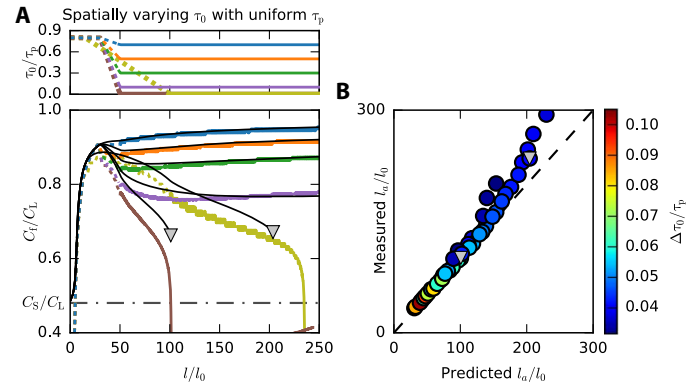 A
Spatially varying τ0 with uniform τp
τ0/τp
0.9
0.6
0.3
0.0
Cf/CL
1.0
0.8
0.6
CS/CL
0.4
0 50 100 150 200 250
l/l0
B
Measured la/l0
300
0
0 100 200 300
Predicted la/l0
0.10
0.09
0.08
0.07
0.06
0.05
0.04
Δτ0/τp